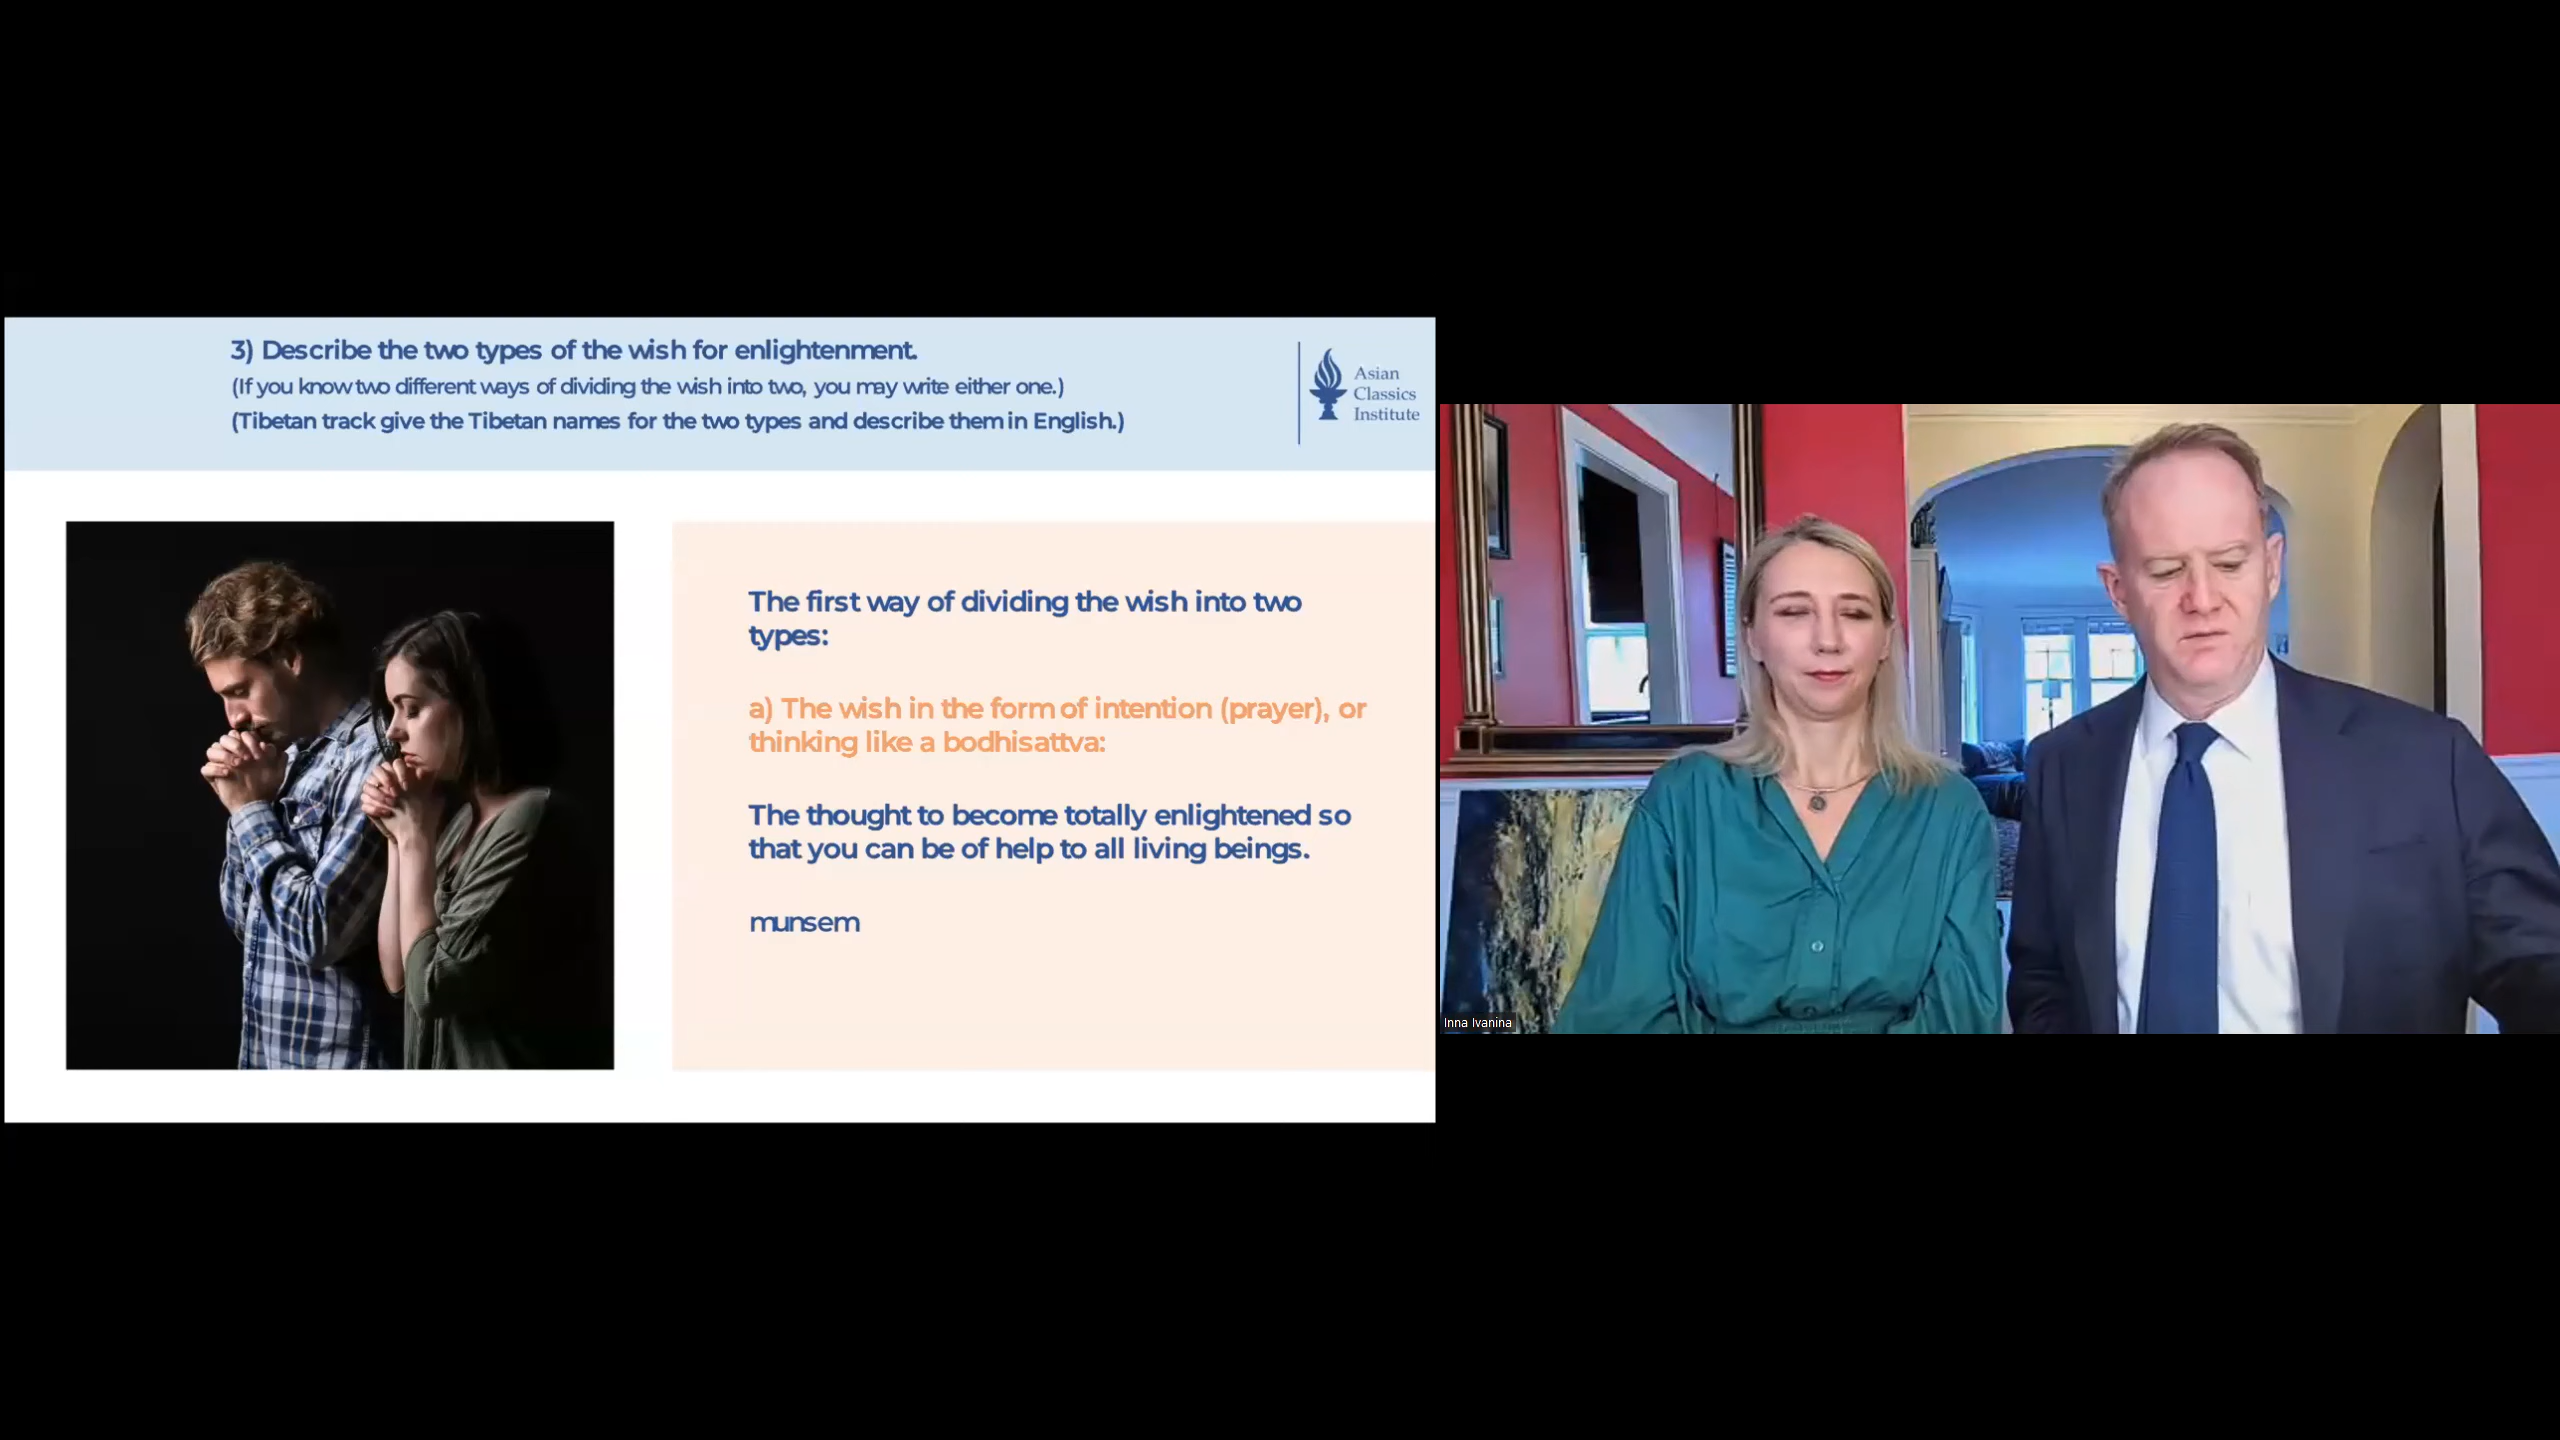 3) Describe the two types of the wish for enlightenment.
(If you know two different ways of dividing the wish into two, you may write either one.)
(Tibetan track give the Tibetan names for the two types and describe them in English.)
Asian
Classics
Institute
The first way of dividing the wish into two
types:
a) The wish in the form of intention (prayer), or
thinking like a bodhisattva:
The thought to become totally enlightened so
that you can be of help to all living beings.
munsem
Inna Ivanina